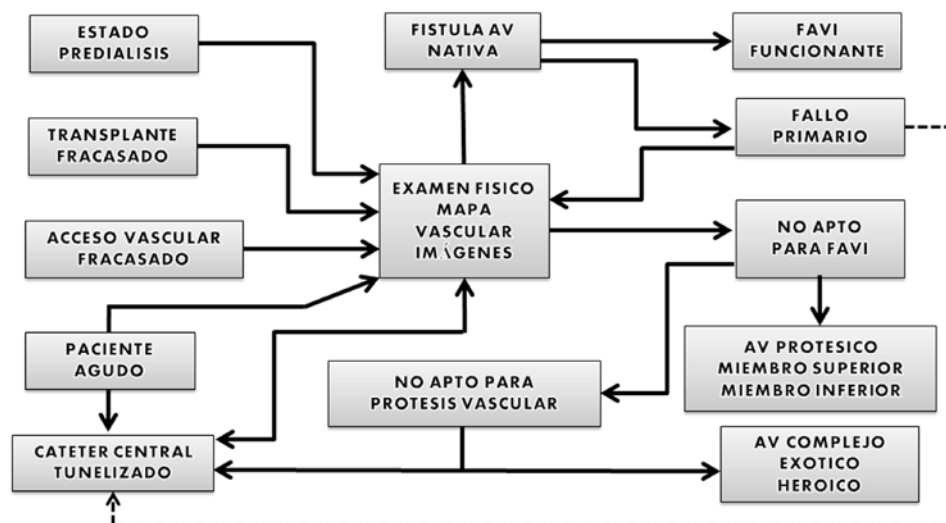 ESTADO
PREDIALISIS
FISTULA AV
NATIVA
FAVI
FUNCIONANTE
TRANSPLANTE
FRACASADO
FALLO
PRIMARIO
EXAMEN FISICO
MAPA
VASCULAR
IMÁGENES
ACCESO VASCULAR
FRACASADO
NO APTO
PARA FAVI
PACIENTE
AGUDO
NO APTO PARA
PROTESIS VASCULAR
AV PROTESICO
MIEMBRO SUPERIOR
MIEMBRO INFERIOR
CATETER CENTRAL
TUNELIZADO
AV COMPLEJO
EXOTICO
HEROICO